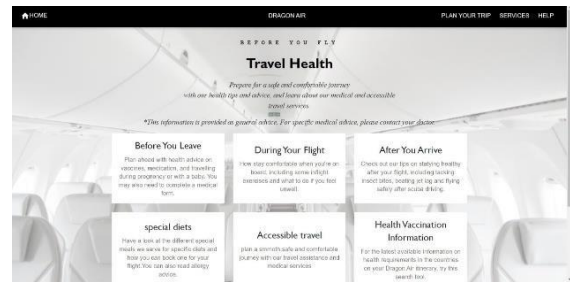 HOME DRAGON AIR PLAN YOUR TRIP SERVICES HELP
BEFORE YOU FLY
Travel Health
Prepare for a safe and comfortable journey
with our health tips and advice, and learn about our medical and accessible
travel services.
*This information is provided as general advice. For specific medical advice, please contact your doctor.
Before You Leave
Plan ahead with health advice on
vaccines, medication, and travelling
during pregnancy or with a baby. You
may also need to complete a medical
form.
During Your Flight
How stay comfortable when you're on
board, including some inflight
exercises and what to do if you feel
unwell.
After You Arrive
Check out our tips on staying healthy
after your flight, including
insect bites, beating jet lag and flying
safely after scuba diving.
special diets
Have a look at the different special
meals we serve for specific diets and
how you can book one for your
flight.You can also read allergy
advice.
Accessible travel
plan a smooth,safe and comfortable
journey with our travel assistance and
medical services
Health Vaccination
Information
For the latest available information on
health requirements in the countries
on your Dragon Air itinerary, try this
search tool.